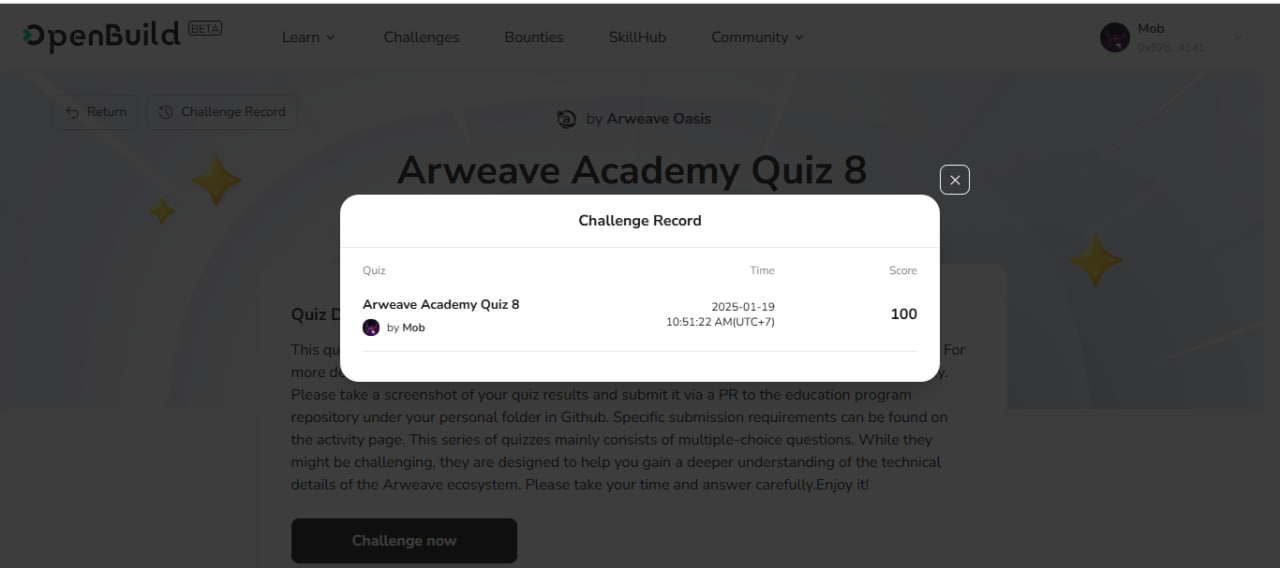 OpenBuild BETA
Learn Challenges Bounties SkillHub Community
Mob
0x97b...4141
Return Challenge Record
by Arweave Oasis
Arweave Academy Quiz 8
Challenge Record
Quiz Time Score
Arweave Academy Quiz 8
by Mob
2025-01-19
10:51:22 AM(UTC+7)
100
Quiz D
This qu For
more de y.
Please take a screenshot of your quiz results and submit it via a PR to the education program
repository under your personal folder in Github. Specific submission requirements can be found on
the activity page. This series of quizzes mainly consists of multiple-choice questions. While they
might be challenging, they are designed to help you gain a deeper understanding of the technical
details of the Arweave ecosystem. Please take your time and answer carefully.Enjoy it!
Challenge now